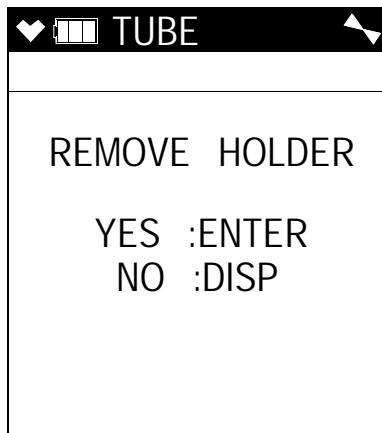 TUBE
REMOVE HOLDER
YES :ENTER
NO :DISP